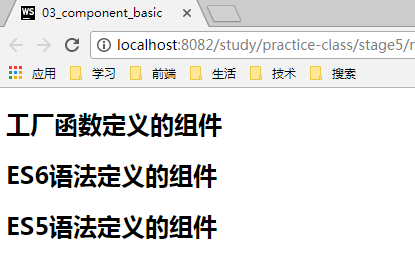 WS 03_component_basic
localhost:8082/study/practice-class/stage5/
应用 学习 前端 生活 技术 搜索
工厂函数定义的组件
ES6语法定义的组件
ES5语法定义的组件